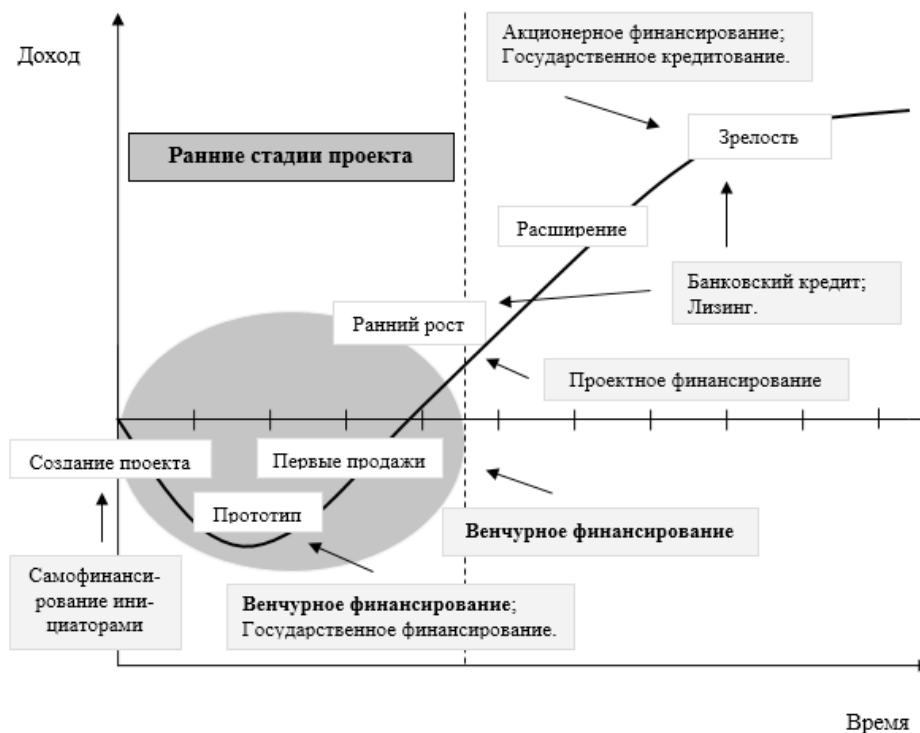 Доход
Акционерное финансирование;
Государственное кредитование.
Ранние стадии проекта
Зрелость
Расширение
Банковский кредит;
Лизинг.
Ранний рост
Проектное финансирование
Создание проекта
Первые продажи
Прототип
Венчурное финансирование
Самофинанси-
рование ини-
циаторами
Венчурное финансирование;
Государственное финансирование.
Время